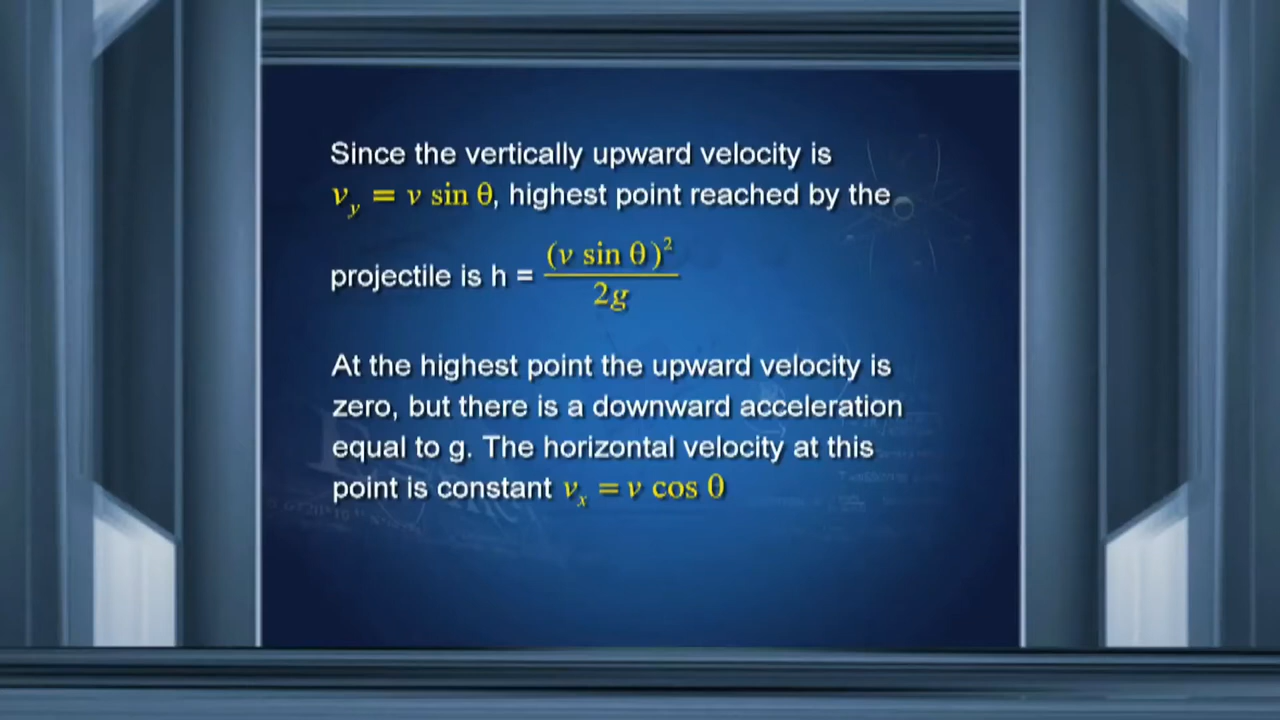 Since the vertically upward velocity is
v_y = v sin θ, highest point reached by the
projectile is h = (v sin θ)² / 2g
At the highest point the upward velocity is
zero, but there is a downward acceleration
equal to g. The horizontal velocity at this
point is constant v_x = v cos θ